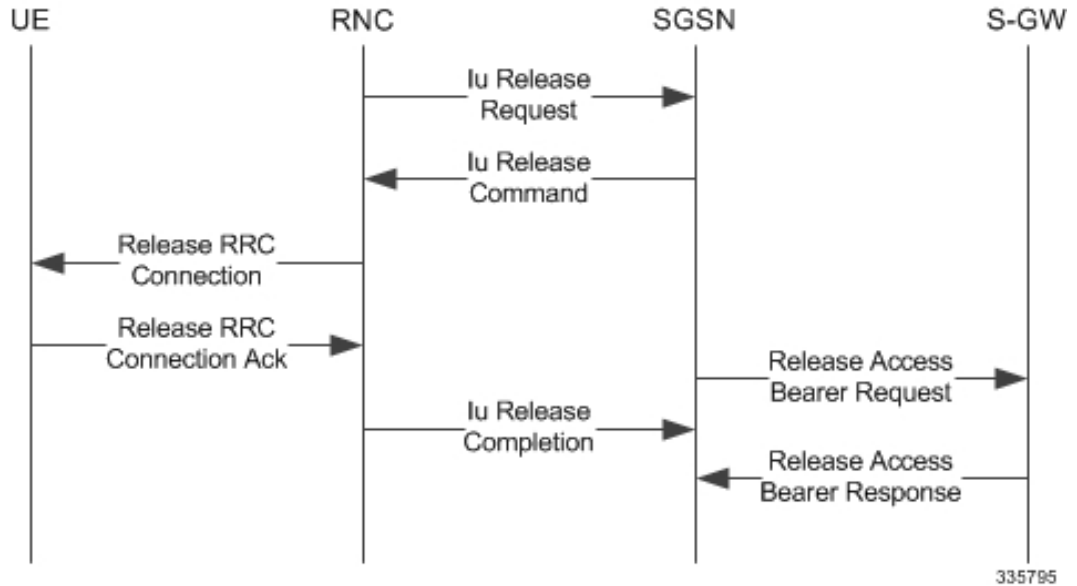 UE RNC SGSN S-GW
Iu Release
Request
Iu Release
Command
Release RRC
Connection
Release RRC
Connection Ack
Release Access
Bearer Request
Iu Release
Completion
Release Access
Bearer Response
335795